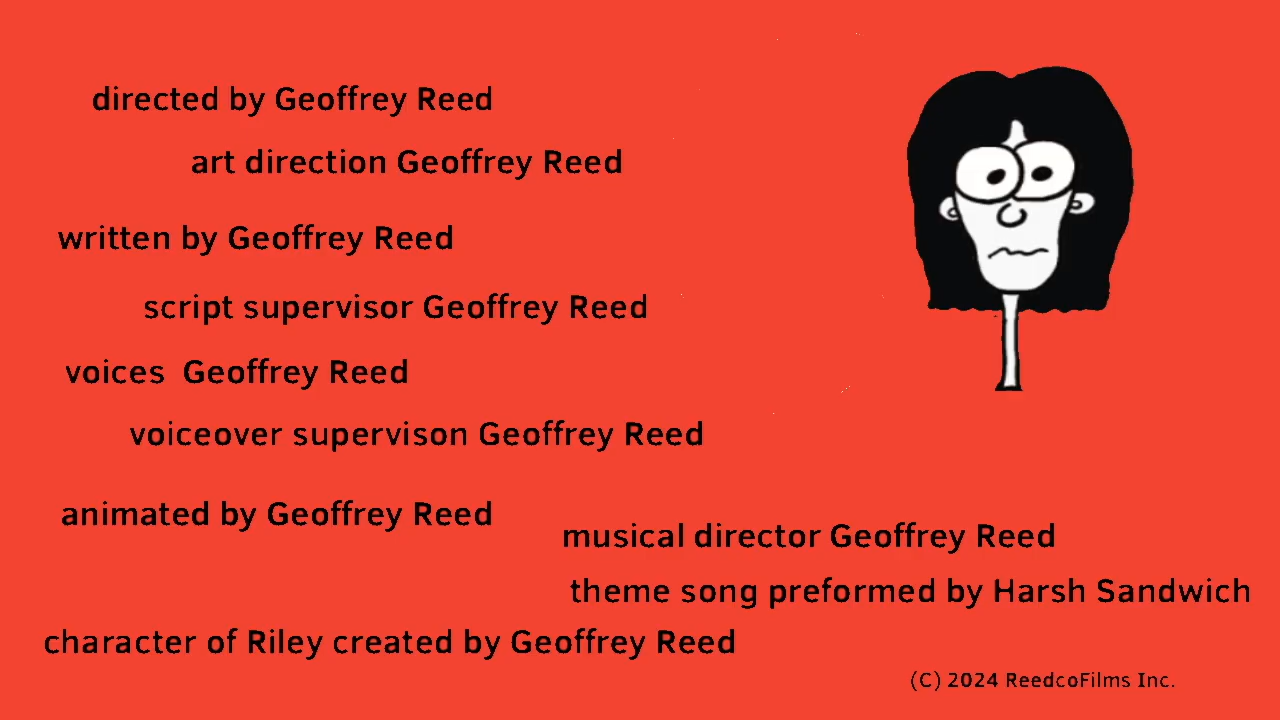 directed by Geoffrey Reed
art direction Geoffrey Reed
written by Geoffrey Reed
script supervisor Geoffrey Reed
voices  Geoffrey Reed
voiceover supervison Geoffrey Reed
animated by Geoffrey Reed
musical director Geoffrey Reed
theme song preformed by Harsh Sandwich
character of Riley created by Geoffrey Reed
(C) 2024 ReedcoFilms Inc.